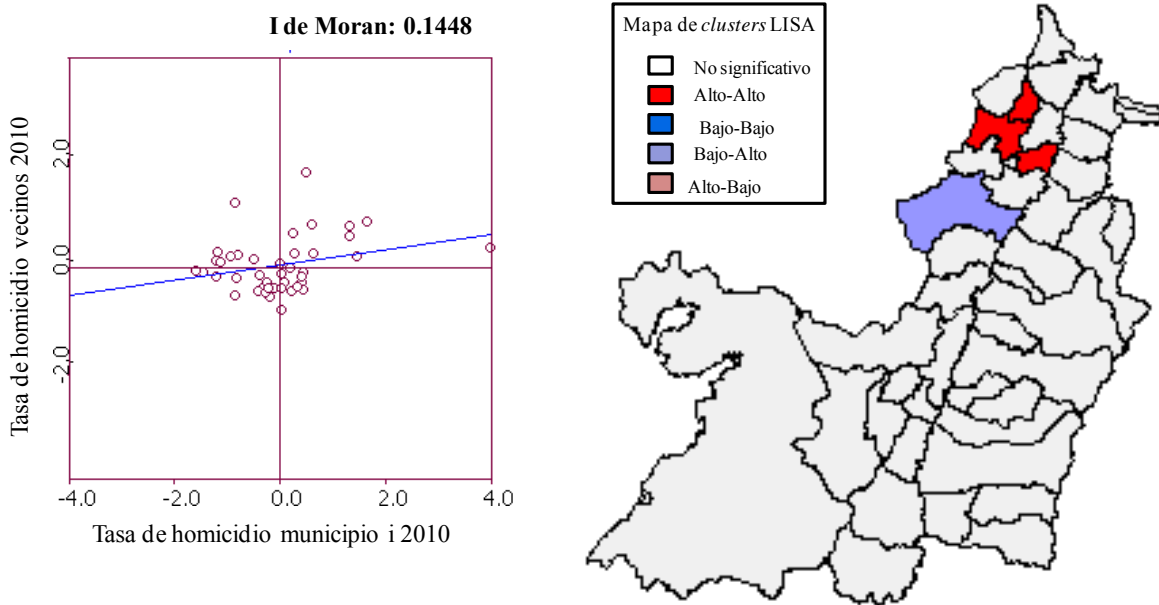 I de Moran: 0.1448
Tasa de homicidio vecinos 2010
2.0
0.0
-2.0
-4.0
-2.0
0.0
2.0
4.0
Tasa de homicidio municipio i 2010
Mapa de clusters LISA
No significativo
Alto-Alto
Bajo-Bajo
Bajo-Alto
Alto-Bajo